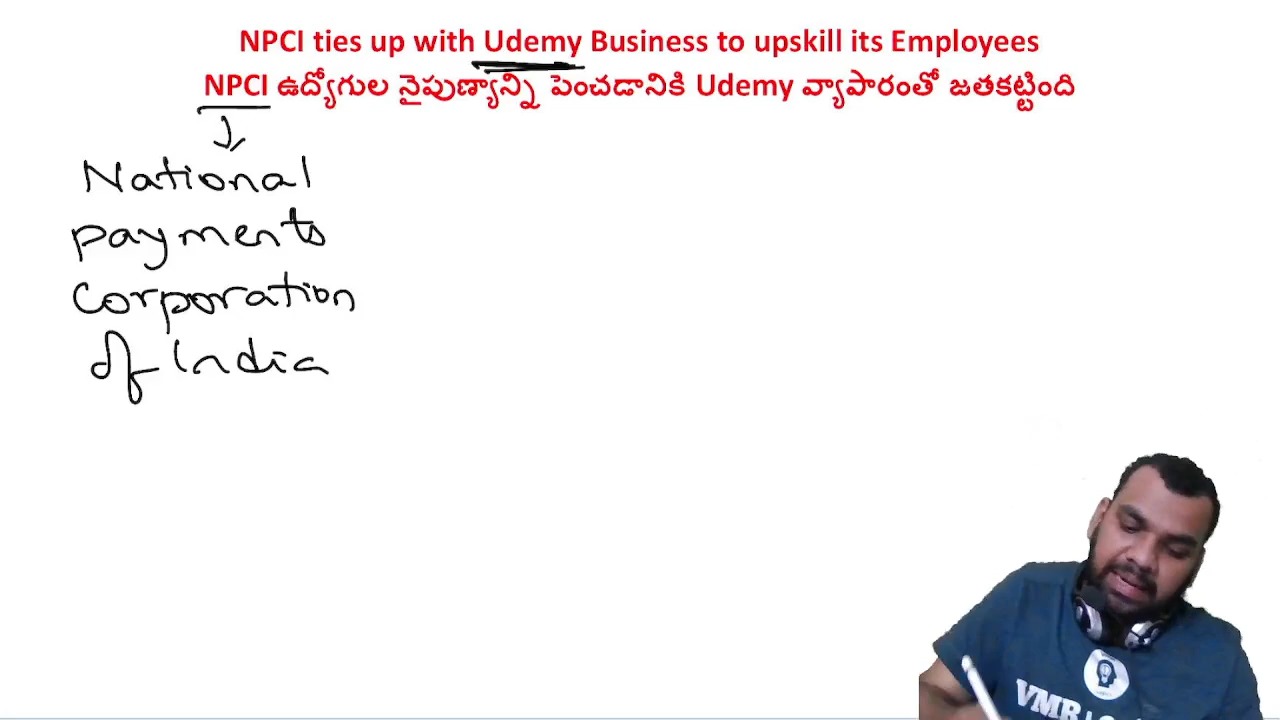 NPCI ties up with Udemy Business to upskill its Employees
NPCI ఉద్యోగుల నైపుణ్యాన్ని పెంచడానికి Udemy వ్యాపారంతో జతకట్టింది
National
payments
corporation
of India
VMR